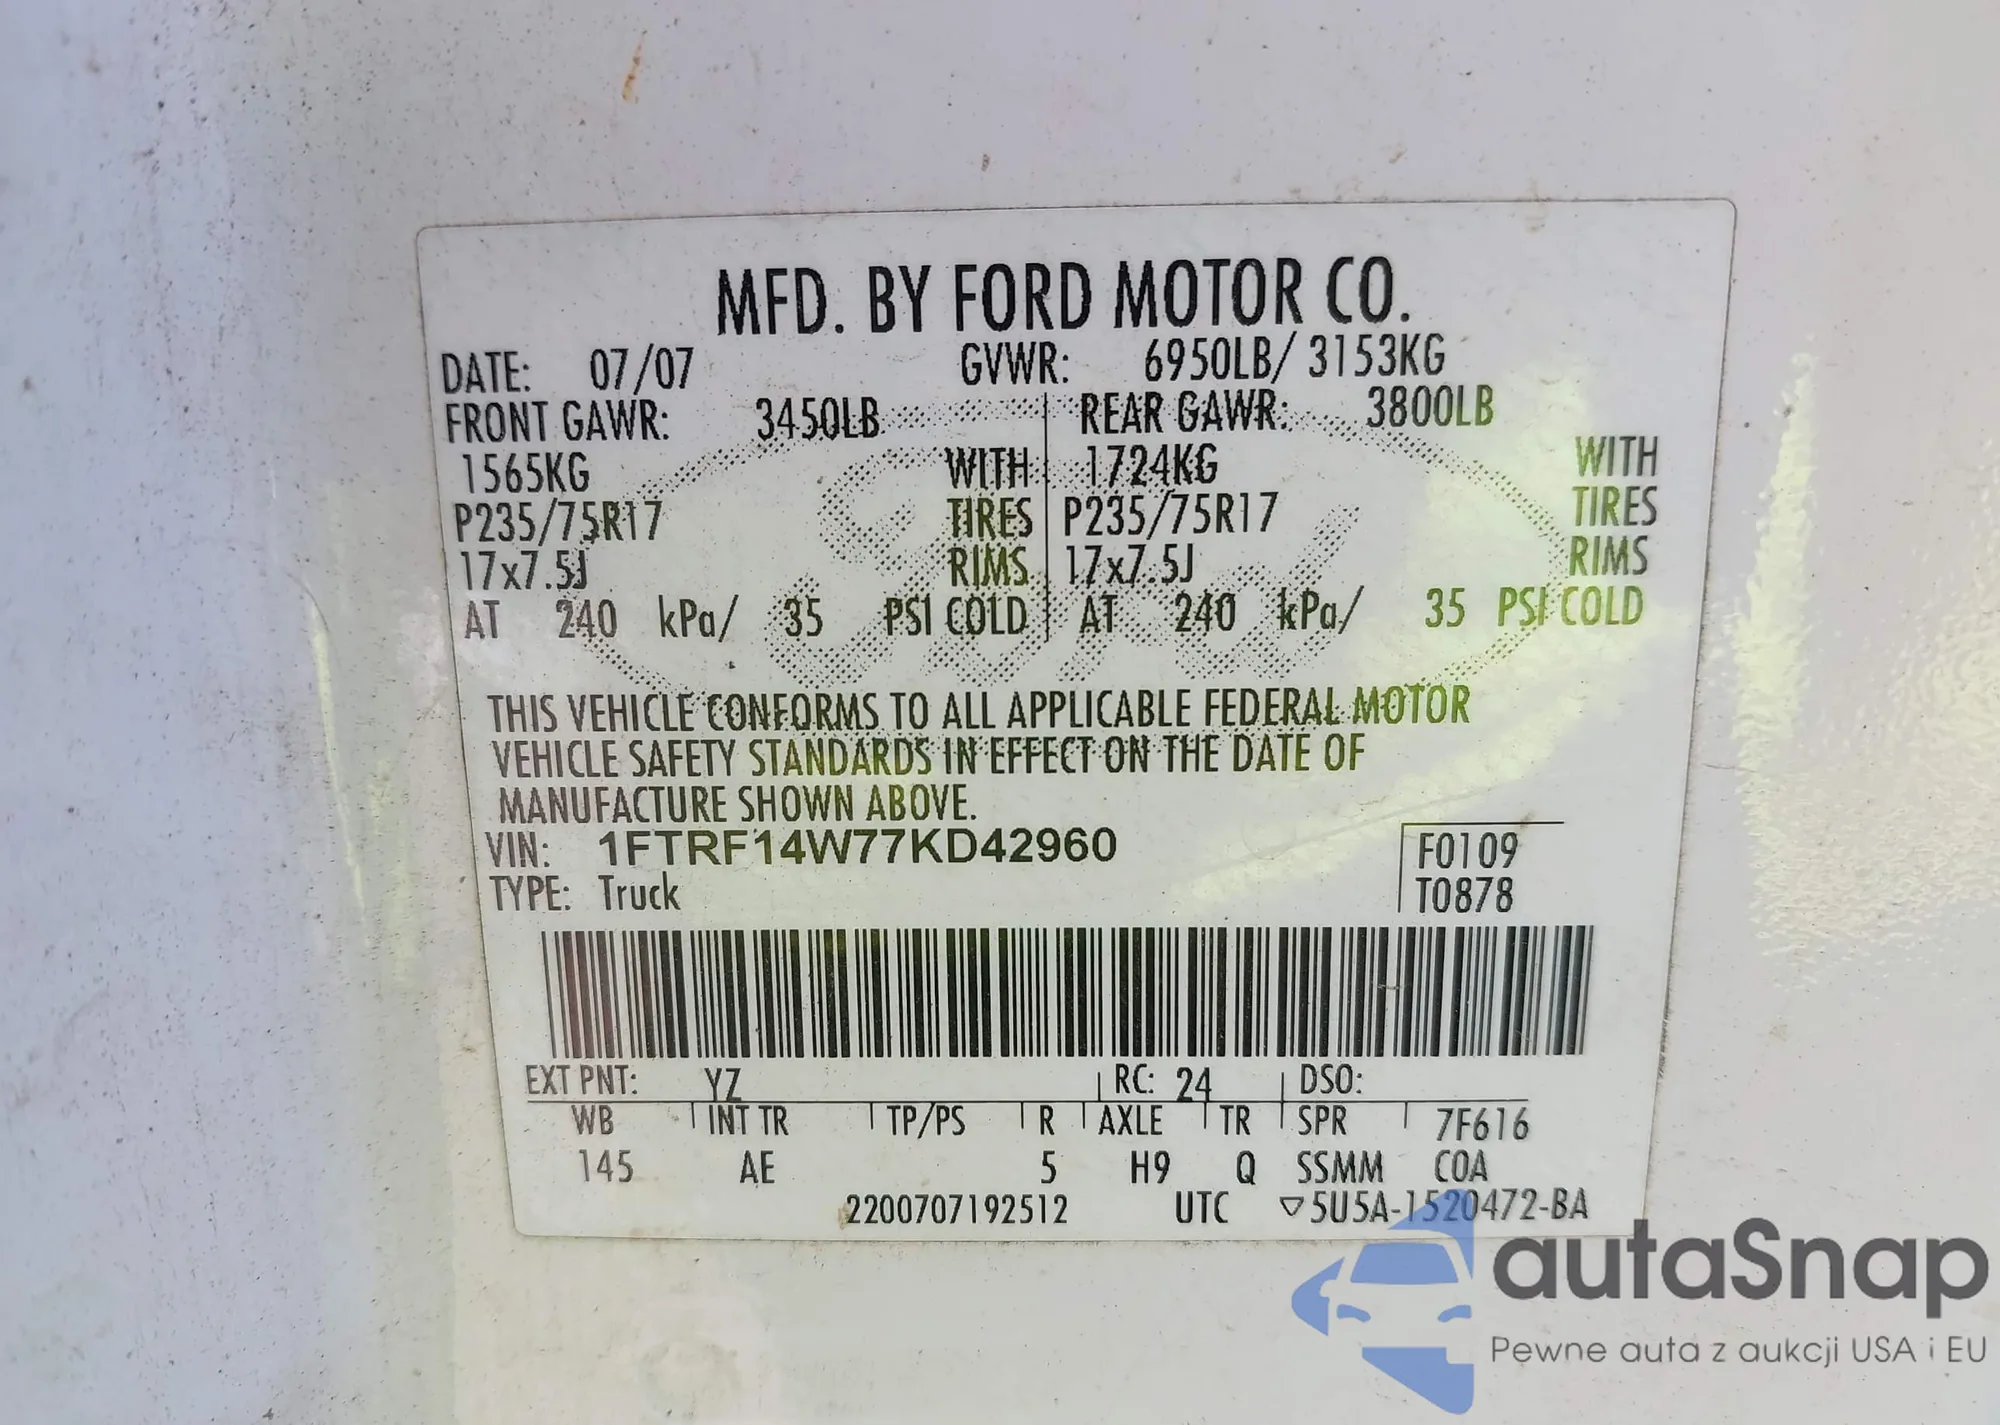 MFD. BY FORD MOTOR CO.
DATE: 07/07 GVWR: 6950LB/ 3153KG
FRONT GAWR: 3450LB REAR GAWR: 3800LB
1565KG WITH 1724KG WITH
P235/75R17 TIRES P235/75R17 TIRES
17x7.5J RIMS 17x7.5J RIMS
AT 240 kPa/ 35 PSI COLD AT 240 kPa/ 35 PSI COLD
Ford
THIS VEHICLE CONFORMS TO ALL APPLICABLE FEDERAL MOTOR
VEHICLE SAFETY STANDARDS IN EFFECT ON THE DATE OF
MANUFACTURE SHOWN ABOVE.
VIN: 1FTRF14W77KD42960 F0109
TYPE: Truck T0878
EXT PNT: YZ RC: 24 DSO:
WB INT TR TP/PS R AXLE TR SPR 7F616
145 AE 5 H9 Q SSMM COA
2200707192512 UTC ▽5U5A-1520472-BA
autaSnap
Pewne auta z aukcji USA i EU